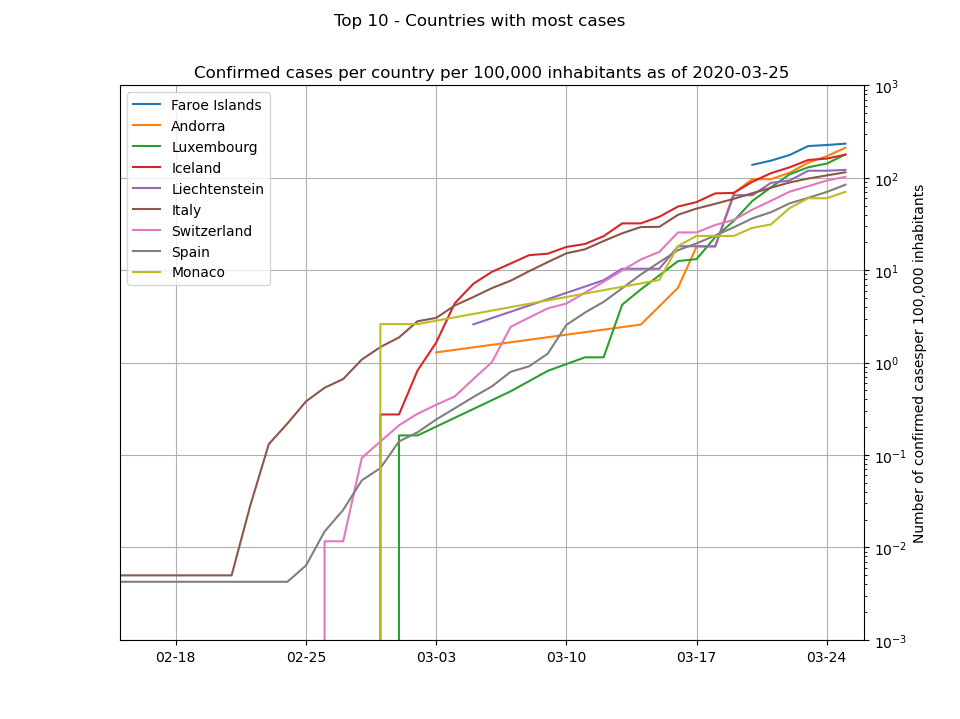 Top 10 - Countries with most cases
Confirmed cases per country per 100,000 inhabitants as of 2020-03-25
Faroe Islands
Andorra
Luxembourg
Iceland
Liechtenstein
Italy
Switzerland
Spain
Monaco
10³
10²
10¹
10⁰
10⁻¹
10⁻²
10⁻³
Number of confirmed casesper 100,000 inhabitants
02-18 02-25 03-03 03-10 03-17 03-24